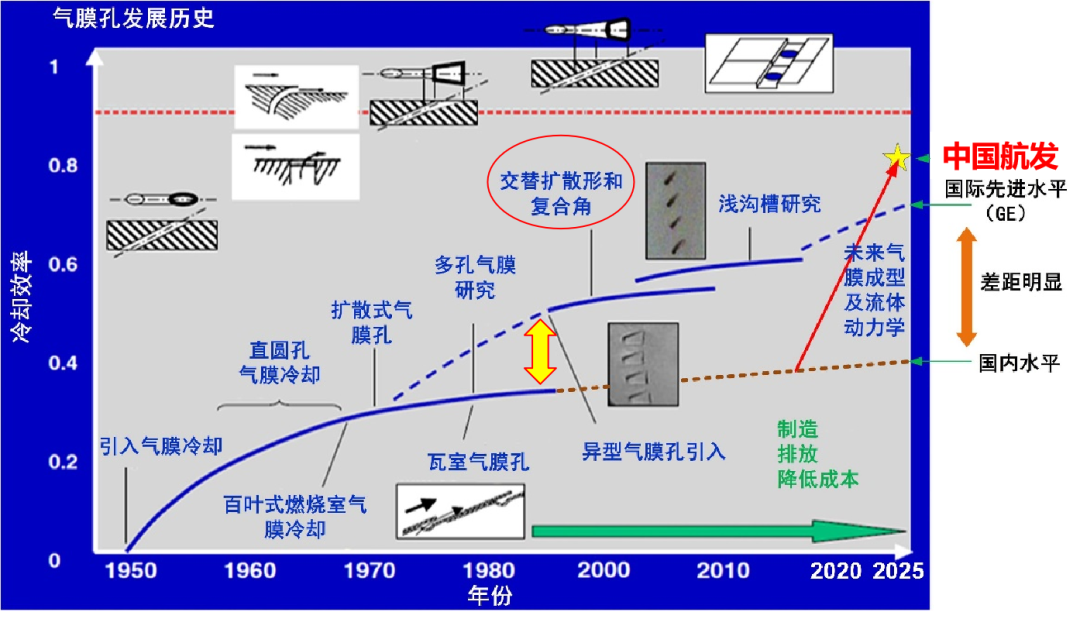 气膜孔发展历史
1
0.8
0.6
0.4
0.2
0
冷却效率
引入气膜冷却
直圆孔
气膜冷却
百叶式燃烧室气
膜冷却
扩散式气
膜孔
多孔气膜
研究
瓦室气膜孔
交替扩散形和
复合角
异型气膜孔引入
浅沟槽研究
未来气
膜成型
及流体
动力学
制造
排放
降低成本
中国航发
国际先进水平
（GE）
差距明显
国内水平
1950
1960
1970
1980
2000
2010
2020
2025
年份